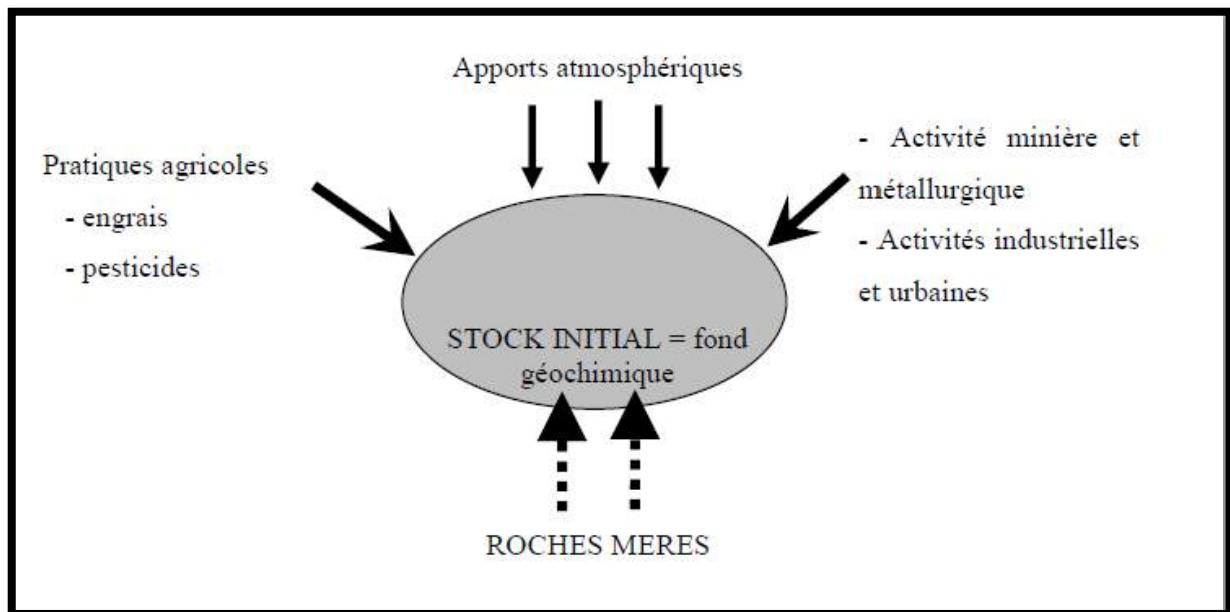 Apports atmosphériques
Pratiques agricoles
- engrais
- pesticides
- Activité minière et
métallurgique
- Activités industrielles
et urbaines
STOCK INITIAL = fond
géochimique
ROCHES MERES